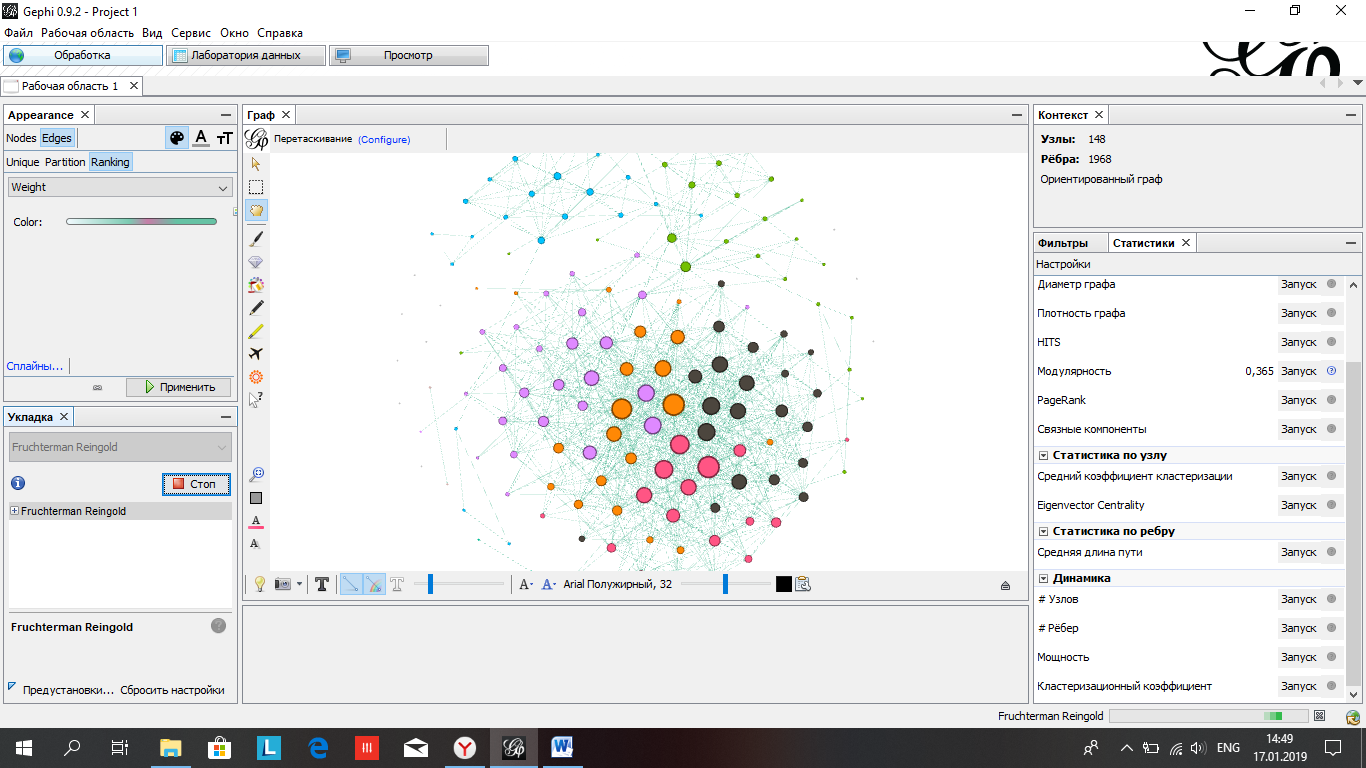 Gephi 0.9.2 - Project 1
Файл Рабочая область Вид Сервис Окно Справка
Обработка Лаборатория данных Просмотр
Рабочая область 1
Appearance
Nodes Edges
Unique Partition Ranking
Weight
Color:
Сплайны...
Применить
Укладка
Fruchterman Reingold
Стоп
Fruchterman Reingold
Fruchterman Reingold
Предустановки... Сбросить настройки
Граф
Перетаскивание (Configure)
Arial Полужирный, 32
Контекст
Узлы: 148
Рёбра: 1968
Ориентированный граф
Фильтры Статистики
Настройки
Диаметр графа Запуск
Плотность графа Запуск
HITS Запуск
Модулярность 0,365 Запуск
PageRank Запуск
Связные компоненты Запуск
Статистика по узлу
Средний коэффициент кластеризации Запуск
Eigenvector Centrality Запуск
Статистика по ребру
Средняя длина пути Запуск
Динамика
# Узлов Запуск
# Рёбер Запуск
Мощность Запуск
Кластеризационный коэффициент Запуск
Fruchterman Reingold
ENG
14:49
17.01.2019